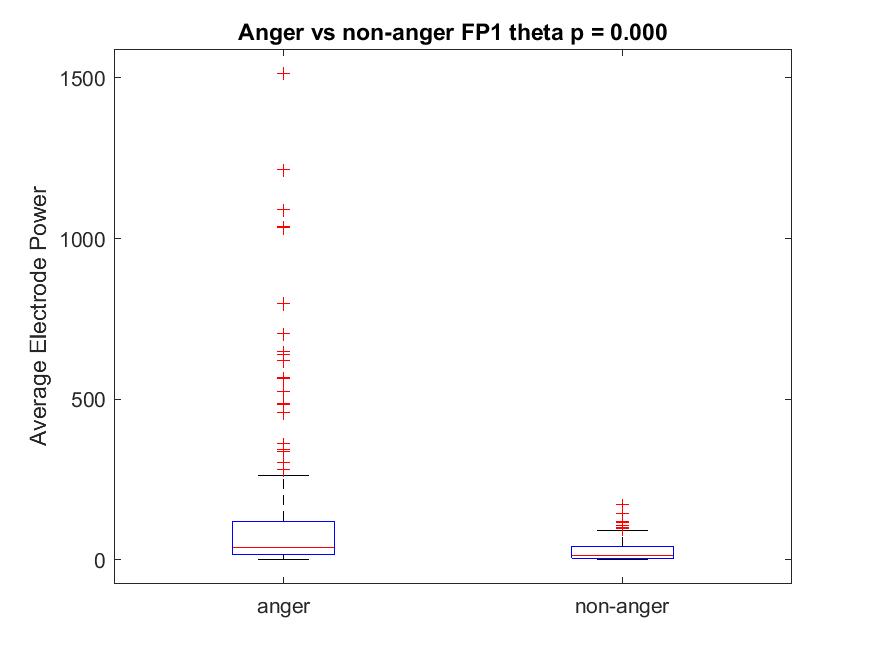 Anger vs non-anger FP1 theta p = 0.000
1500
1000
500
0
Average Electrode Power
anger
non-anger